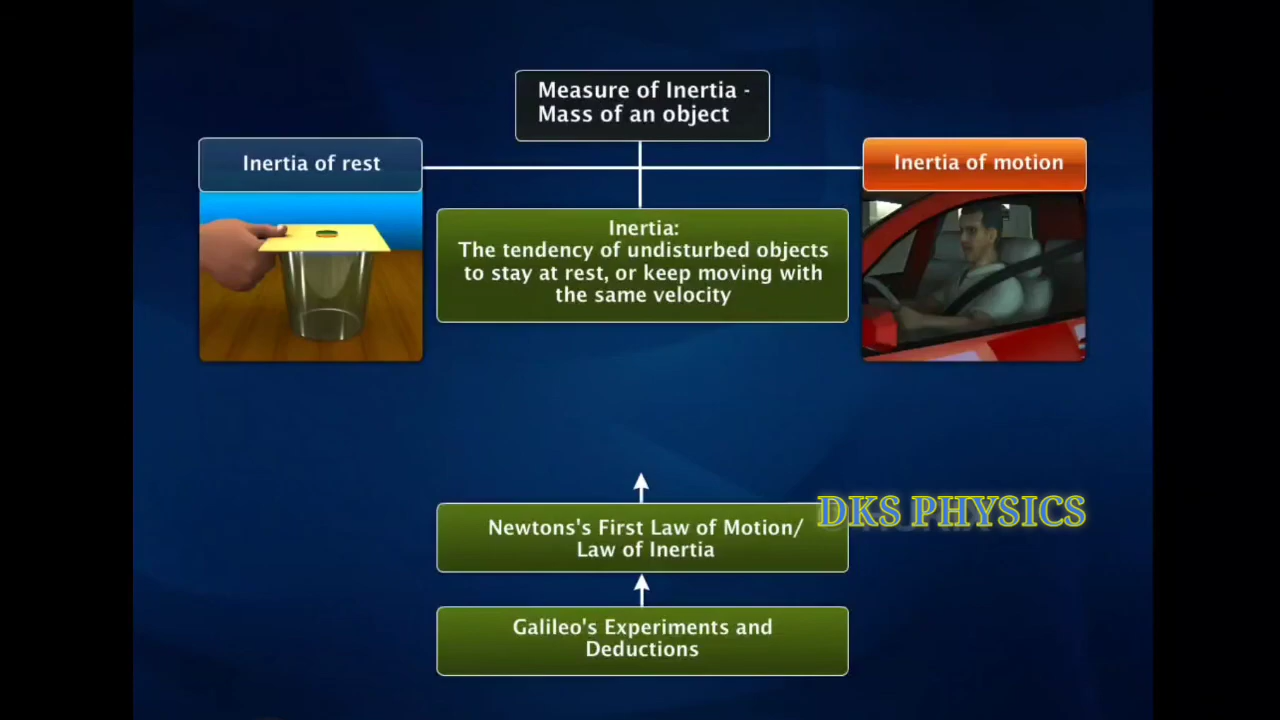 Measure of Inertia -
Mass of an object
Inertia of rest
Inertia of motion
Inertia:
The tendency of undisturbed objects
to stay at rest, or keep moving with
the same velocity
DKS PHYSICS
Newtons's First Law of Motion/
Law of Inertia
Galileo's Experiments and
Deductions